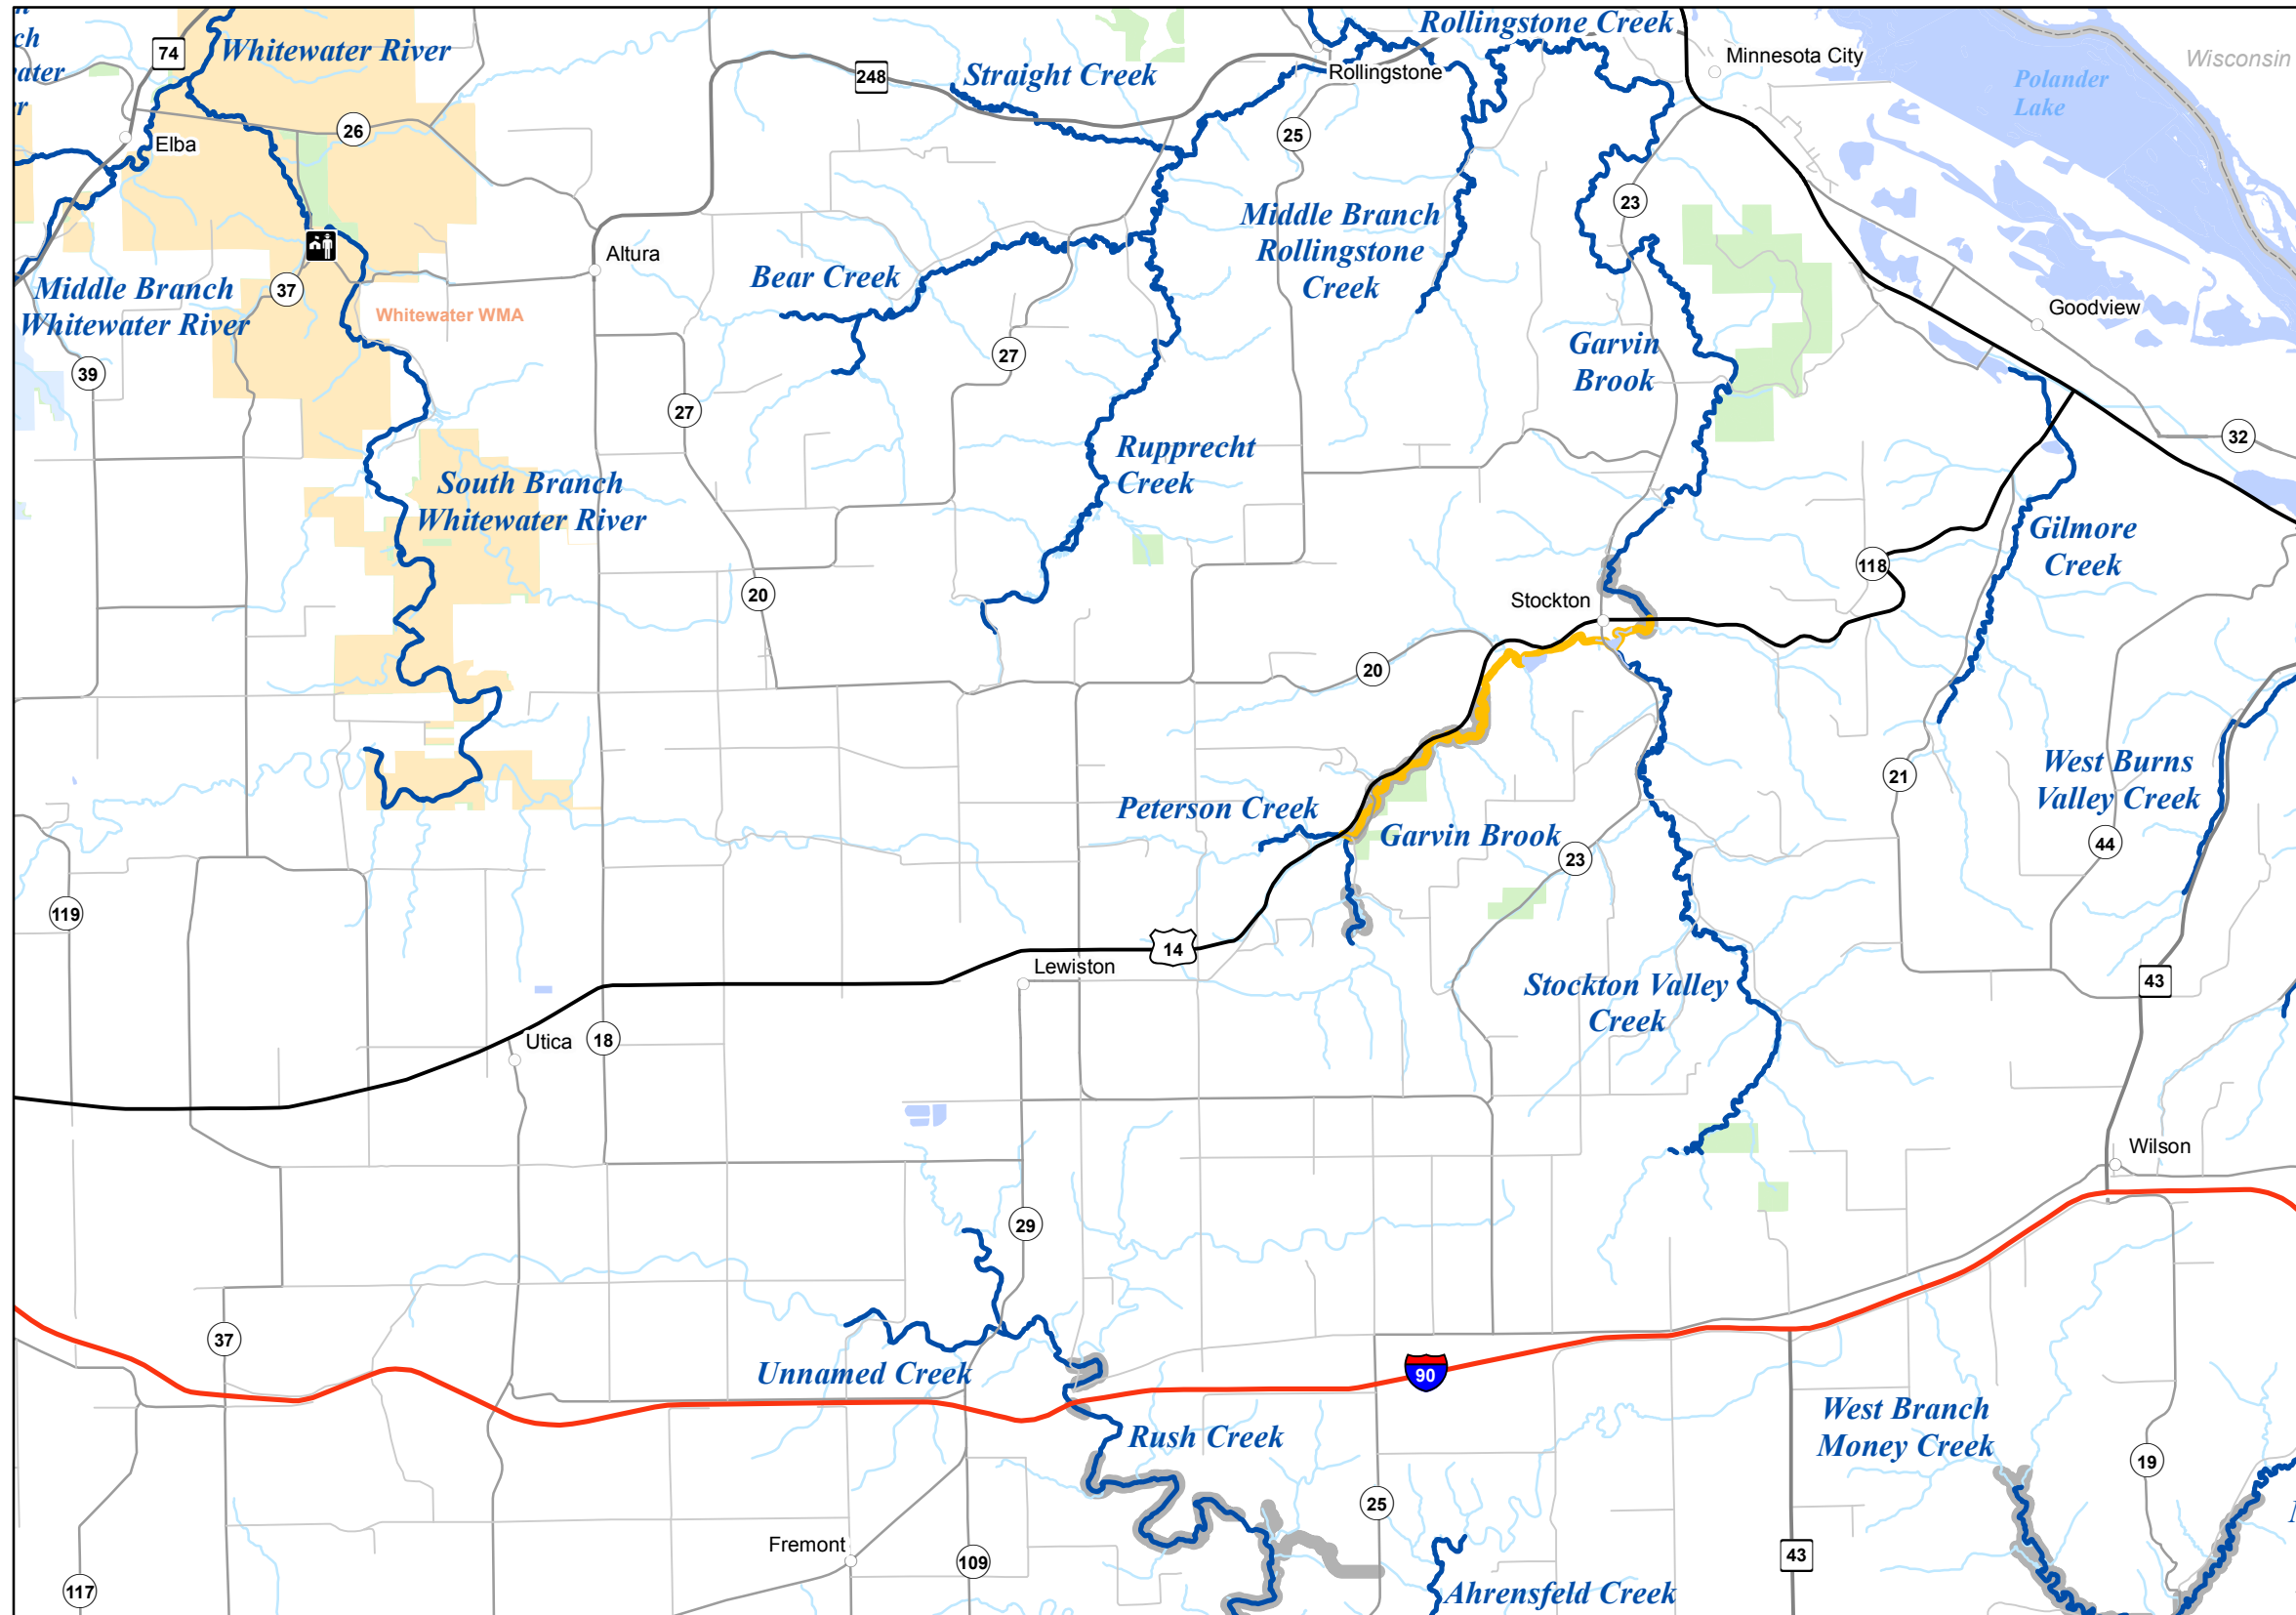 Whitewater River
74
ch
ater
r
26
Elba
248
Straight Creek
Rollingstone Creek
Rollingstone
Minnesota City
Polander
Lake
Wisconsin
25
23
Middle Branch
Rollingstone
Creek
Altura
Bear Creek
37
Middle Branch
Whitewater River
Whitewater WMA
39
27
27
Garvin
Brook
Goodview
32
Rupprecht
Creek
South Branch
Whitewater River
Gilmore
Creek
118
20
Stockton
20
21
West Burns
Valley Creek
44
Peterson Creek
Garvin Brook
23
119
14
Lewiston
43
Stockton Valley
Creek
Utica
18
Wilson
29
37
Unnamed Creek
90
Rush Creek
West Branch
Money Creek
19
25
Fremont
109
43
117
Ahrensfeld Creek